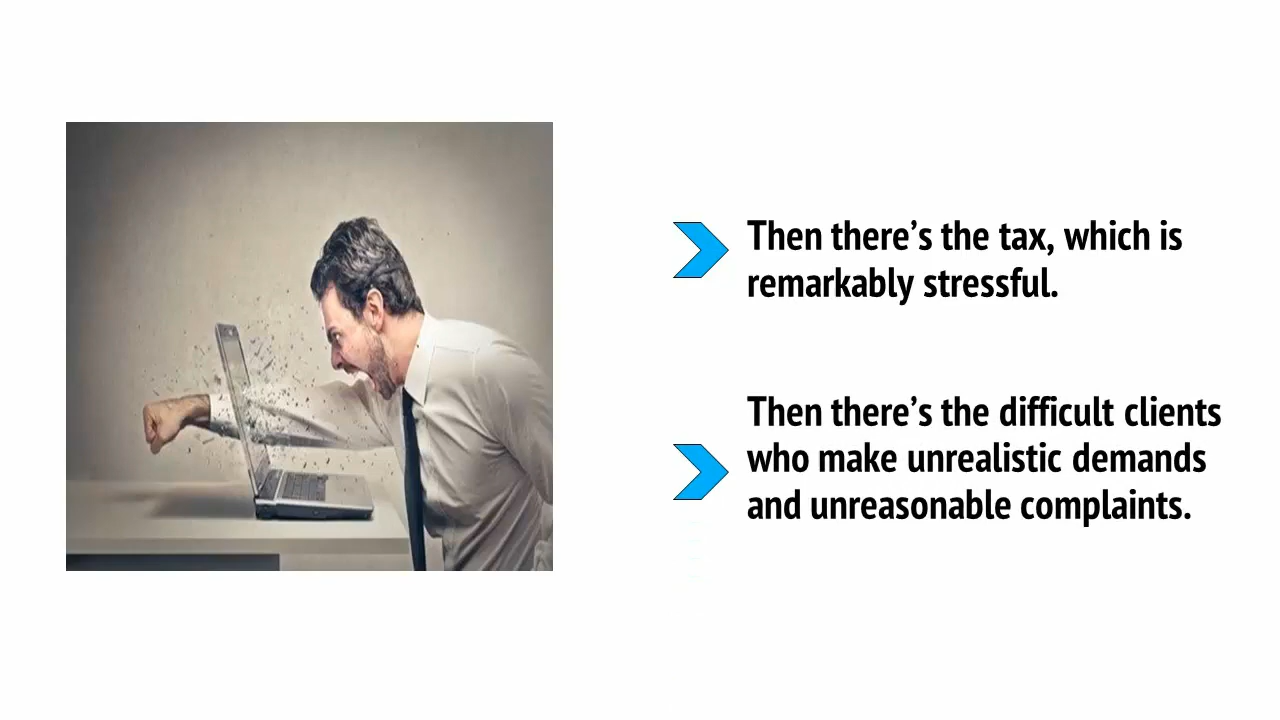 Then there’s the tax, which is
remarkably stressful.
Then there’s the difficult clients
who make unrealistic demands
and unreasonable complaints.